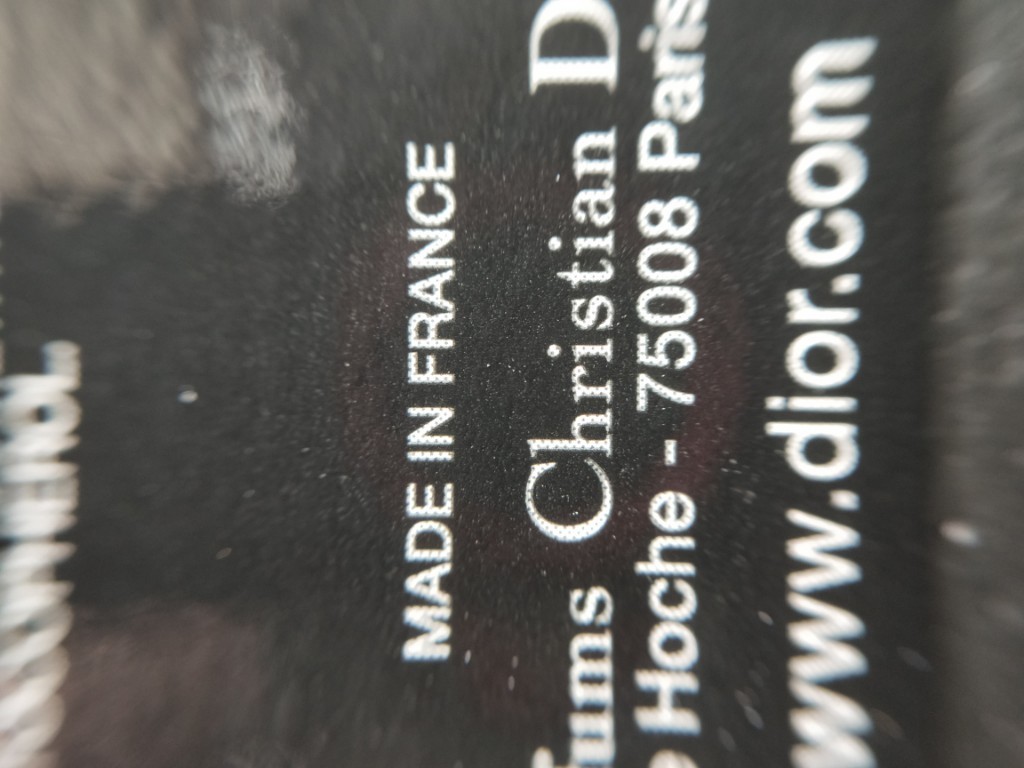 MADE IN FRANCE
Christian D
Hoche - 75008 Paris
www.dior.com